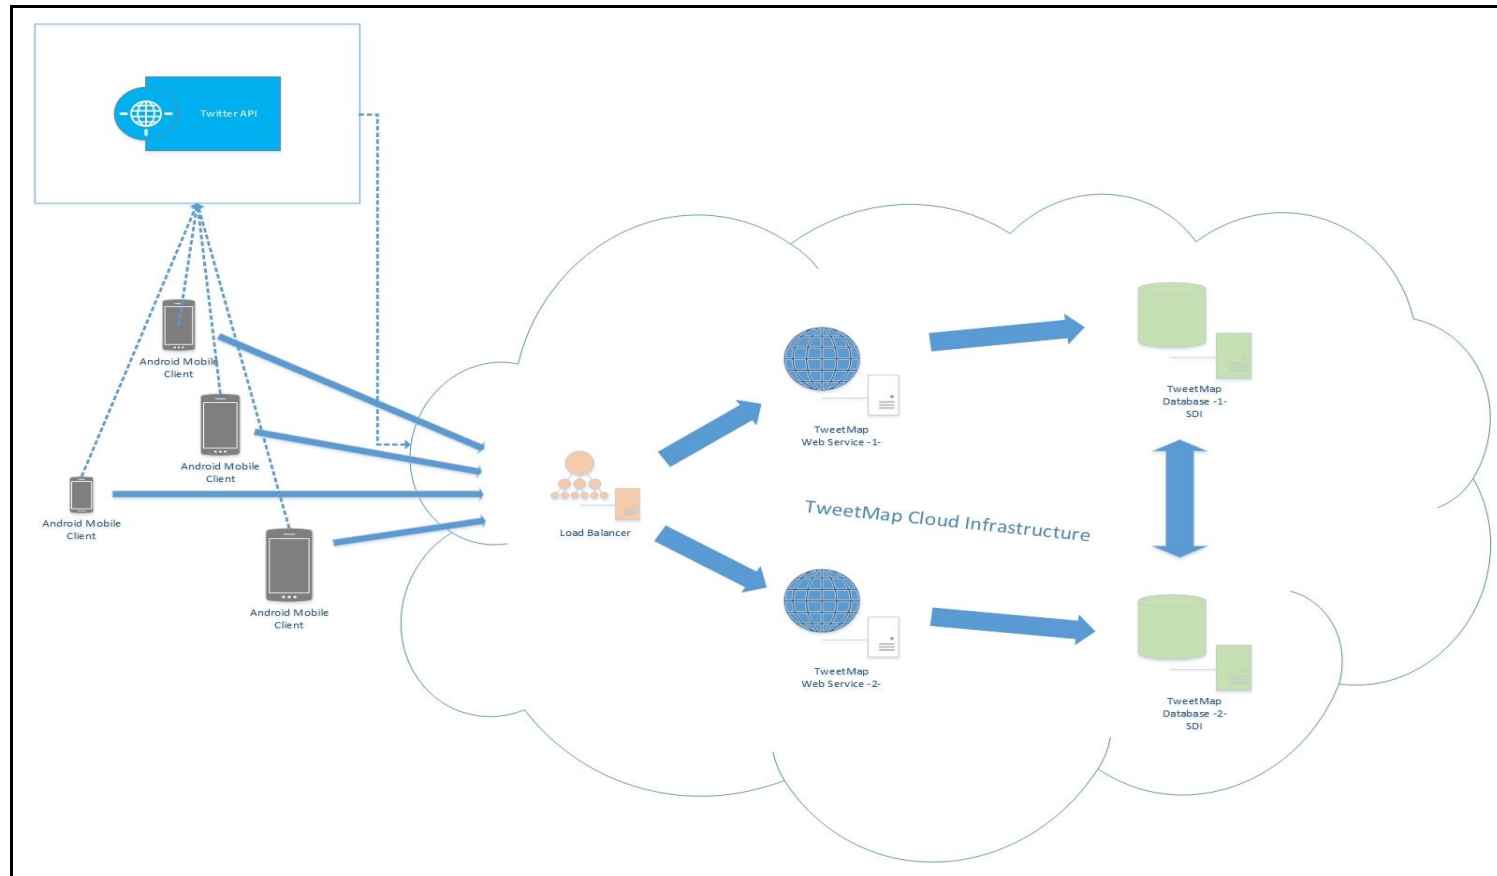 Twitter API
Android Mobile
Client
Android Mobile
Client
Android Mobile
Client
Android Mobile
Client
Load Balancer
TweetMap
Web Service -1-
TweetMap Cloud Infrastructure
TweetMap
Web Service -2-
TweetMap
Database -1-
SDI
TweetMap
Database -2-
SDI